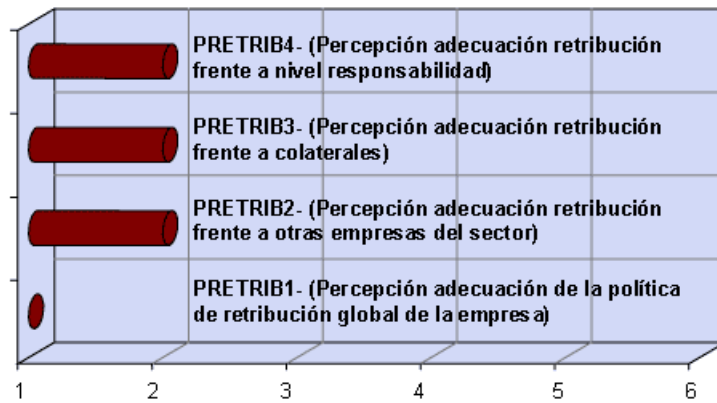 PRETRIB4- (Percepción adecuación retribución
frente a nivel responsabilidad)
PRETRIB3- (Percepción adecuación retribución
frente a colaterales)
PRETRIB2- (Percepción adecuación retribución
frente a otras empresas del sector)
PRETRIB1- (Percepción adecuación de la política
de retribución global de la empresa)
1 2 3 4 5 6